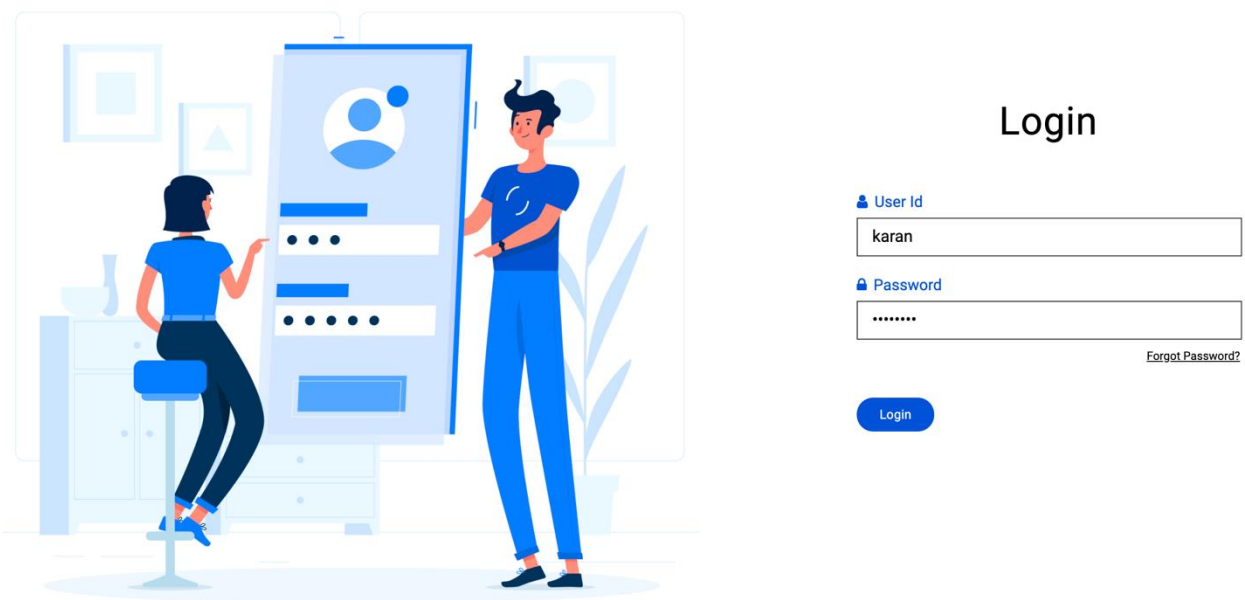 Login
User Id
karan
Password
••••••••
Forgot Password?
Login